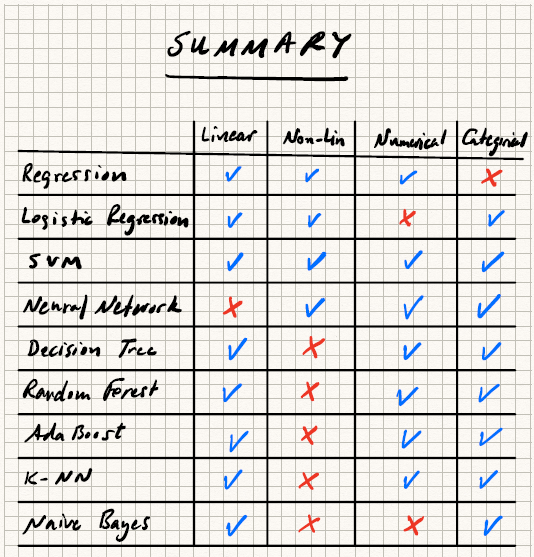 SUMMARY
Linear Non-Lin Numerical Categorical
Regression ✓ ✓ ✓ ✗
Logistic Regression ✓ ✓ ✗ ✓
SVM ✓ ✓ ✓ ✓
Neural Network ✗ ✓ ✓ ✓
Decision Tree ✓ ✗ ✓ ✓
Random Forest ✓ ✗ ✓ ✓
Ada Boost ✓ ✗ ✓ ✓
K-NN ✓ ✗ ✓ ✓
Naive Bayes ✓ ✗ ✗ ✓